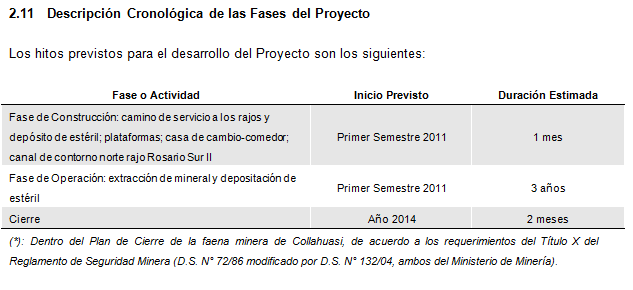 2.11 Descripción Cronológica de las Fases del Proyecto
Los hitos previstos para el desarrollo del Proyecto son los siguientes:
Fase o Actividad Inicio Previsto Duración Estimada
Fase de Construcción: camino de servicio a los rajos y
depósito de estéril; plataformas; casa de cambio-comedor;
canal de contorno norte rajo Rosario Sur II
Primer Semestre 2011 1 mes
Fase de Operación: extracción de mineral y depositación de
estéril
Primer Semestre 2011 3 años
Cierre Año 2014 2 meses
(*): Dentro del Plan de Cierre de la faena minera de Collahuasi, de acuerdo a los requerimientos del Título X del
Reglamento de Seguridad Minera (D.S. N° 72/86 modificado por D.S. N° 132/04, ambos del Ministerio de Minería).